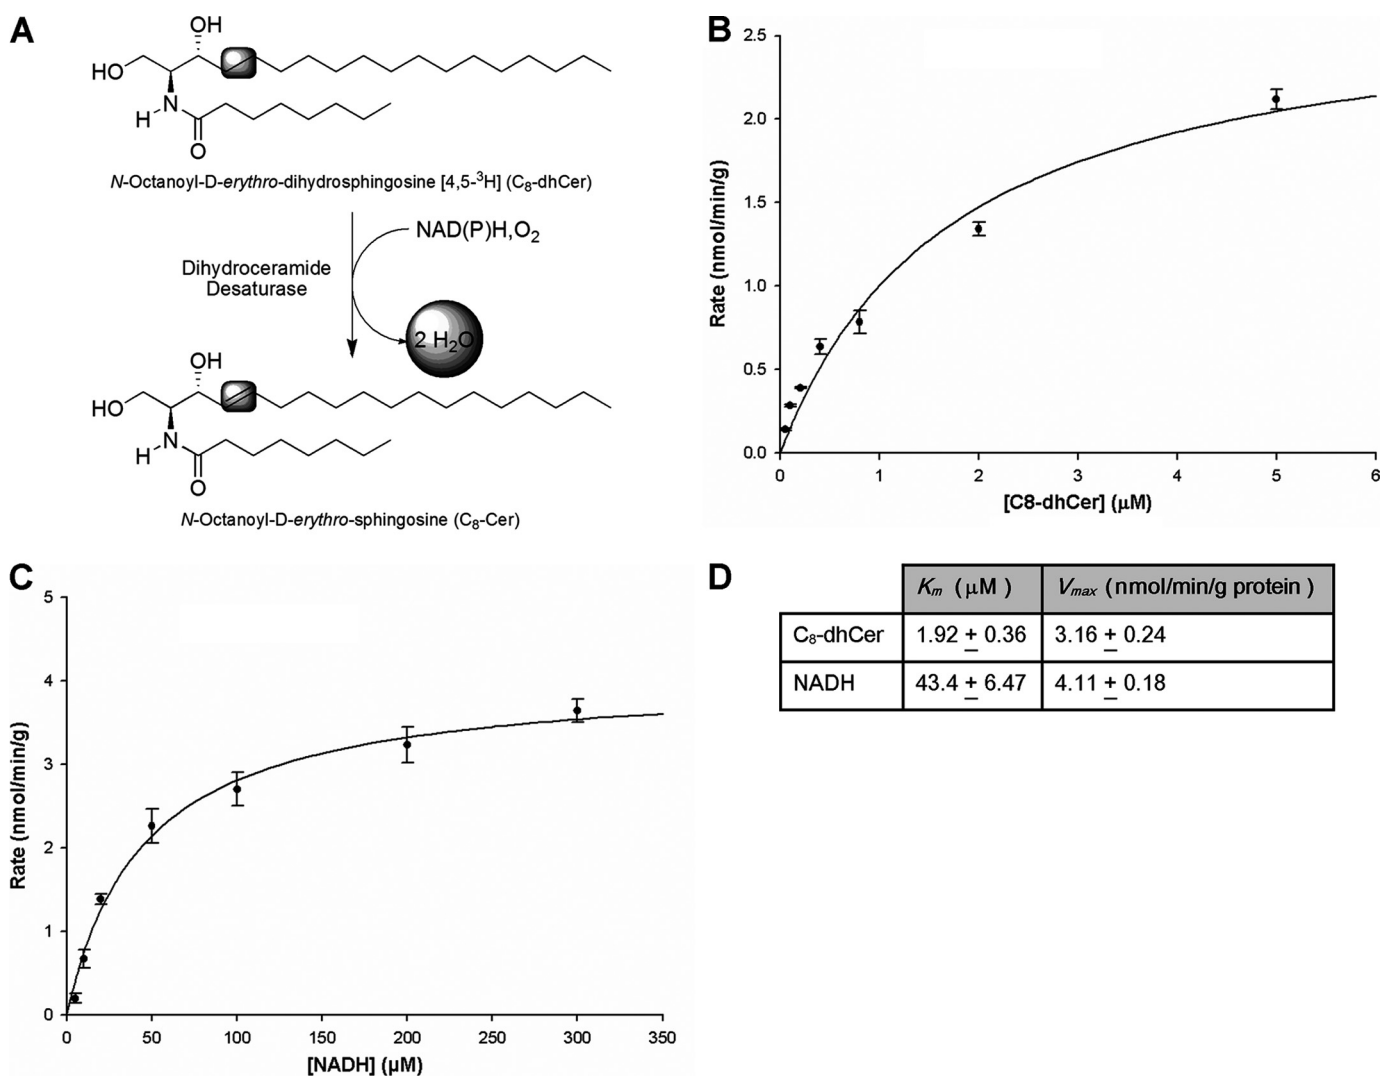 A
OH
HO
N
H
O
N-Octanoyl-D-erythro-dihydrosphingosine [4,5-³H] (C₈-dhCer)
NAD(P)H,O₂
Dihydroceramide
Desaturase
2 H₂O
OH
HO
N
H
O
N-Octanoyl-D-erythro-sphingosine (C₈-Cer)
B
2.5
2.0
1.5
1.0
0.5
0.0
Rate (nmol/min/g)
0 1 2 3 4 5 6
[C8-dhCer] (µM)
C
5
4
3
2
1
0
Rate (nmol/min/g)
0 50 100 150 200 250 300 350
[NADH] (µM)
D
Kₘ (µM) Vₘₐₓ (nmol/min/g protein)
C₈-dhCer 1.92 ± 0.36 3.16 ± 0.24
NADH 43.4 ± 6.47 4.11 ± 0.18